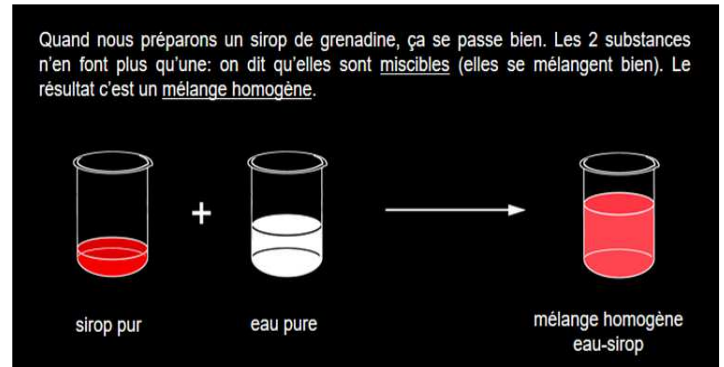 Quand nous préparons un sirop de grenadine, ça se passe bien. Les 2 substances
n'en font plus qu'une: on dit qu'elles sont miscibles (elles se mélangent bien). Le
résultat c'est un mélange homogène.
+
sirop pur
eau pure
mélange homogène
eau-sirop